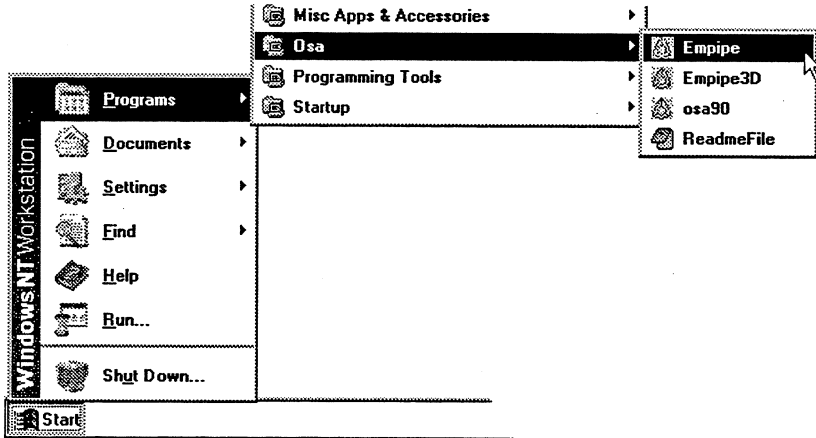 Misc Apps & Accessories
Osa
Programming Tools
Startup
Empipe
Empipe3D
osa90
ReadmeFile
Programs
Documents
Settings
Find
Help
Run...
Shut Down...
Windows NT Workstation
Start